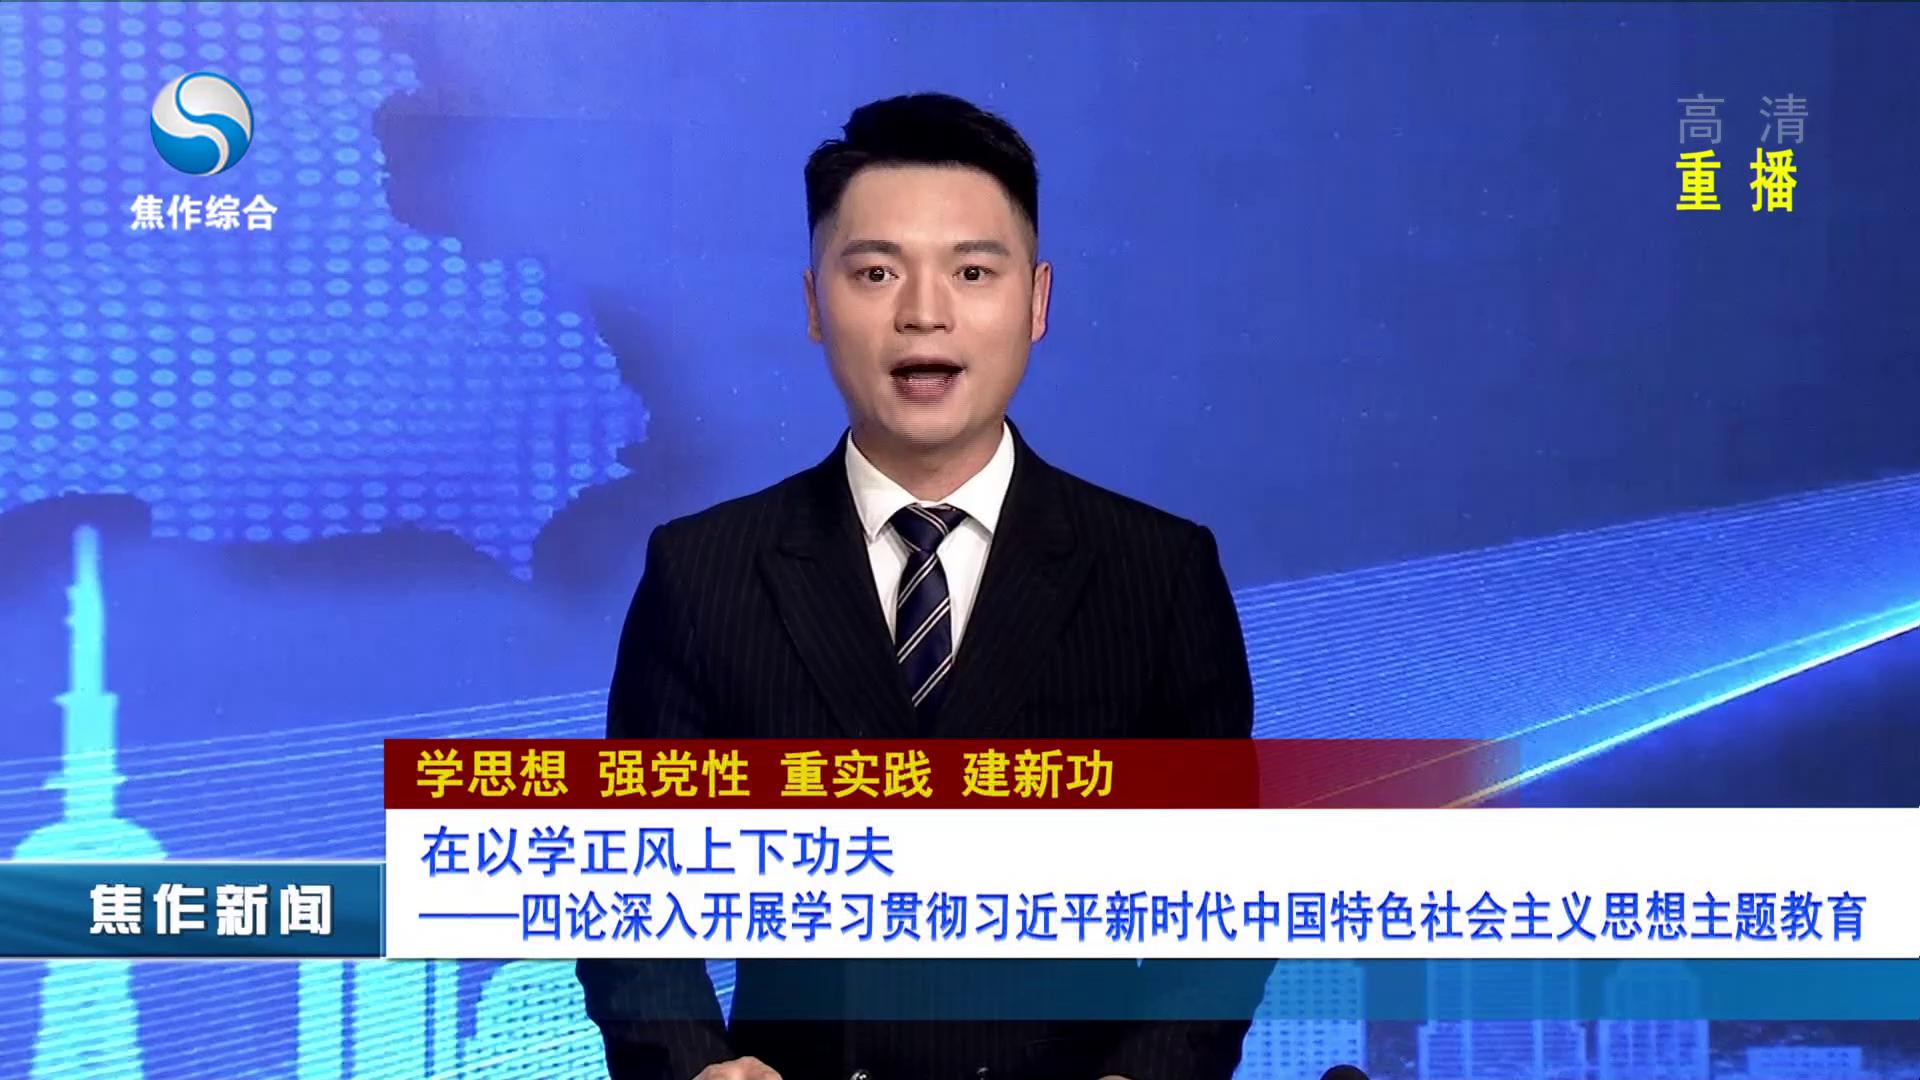 焦作综合
高 清
重 播
学思想 强党性 重实践 建新功
在以学正风上下功夫
——四论深入开展学习贯彻习近平新时代中国特色社会主义思想主题教育
焦作新闻